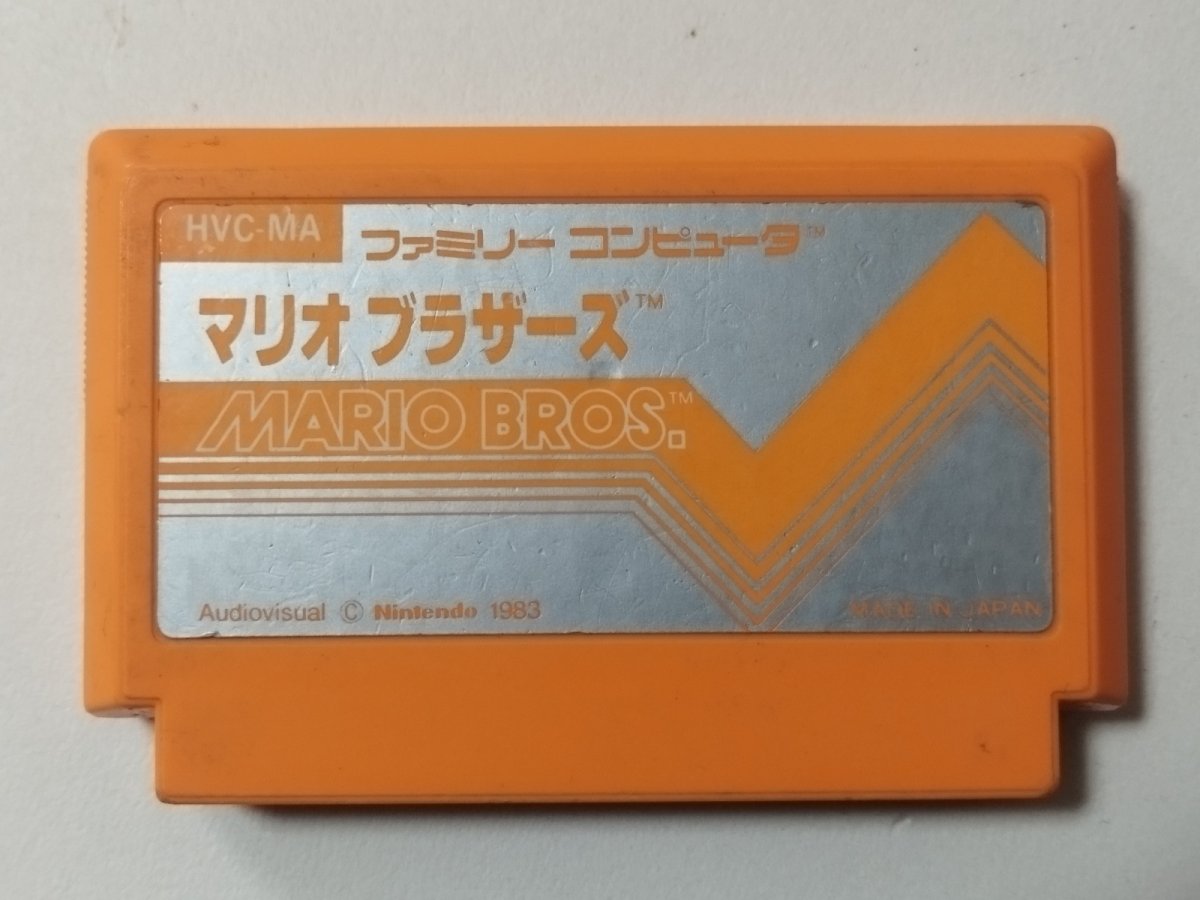 HVC-MA
ファミリー コンピュータ™
マリオ ブラザーズ™
MARIO BROS.™
Audiovisual © Nintendo 1983
MADE IN JAPAN